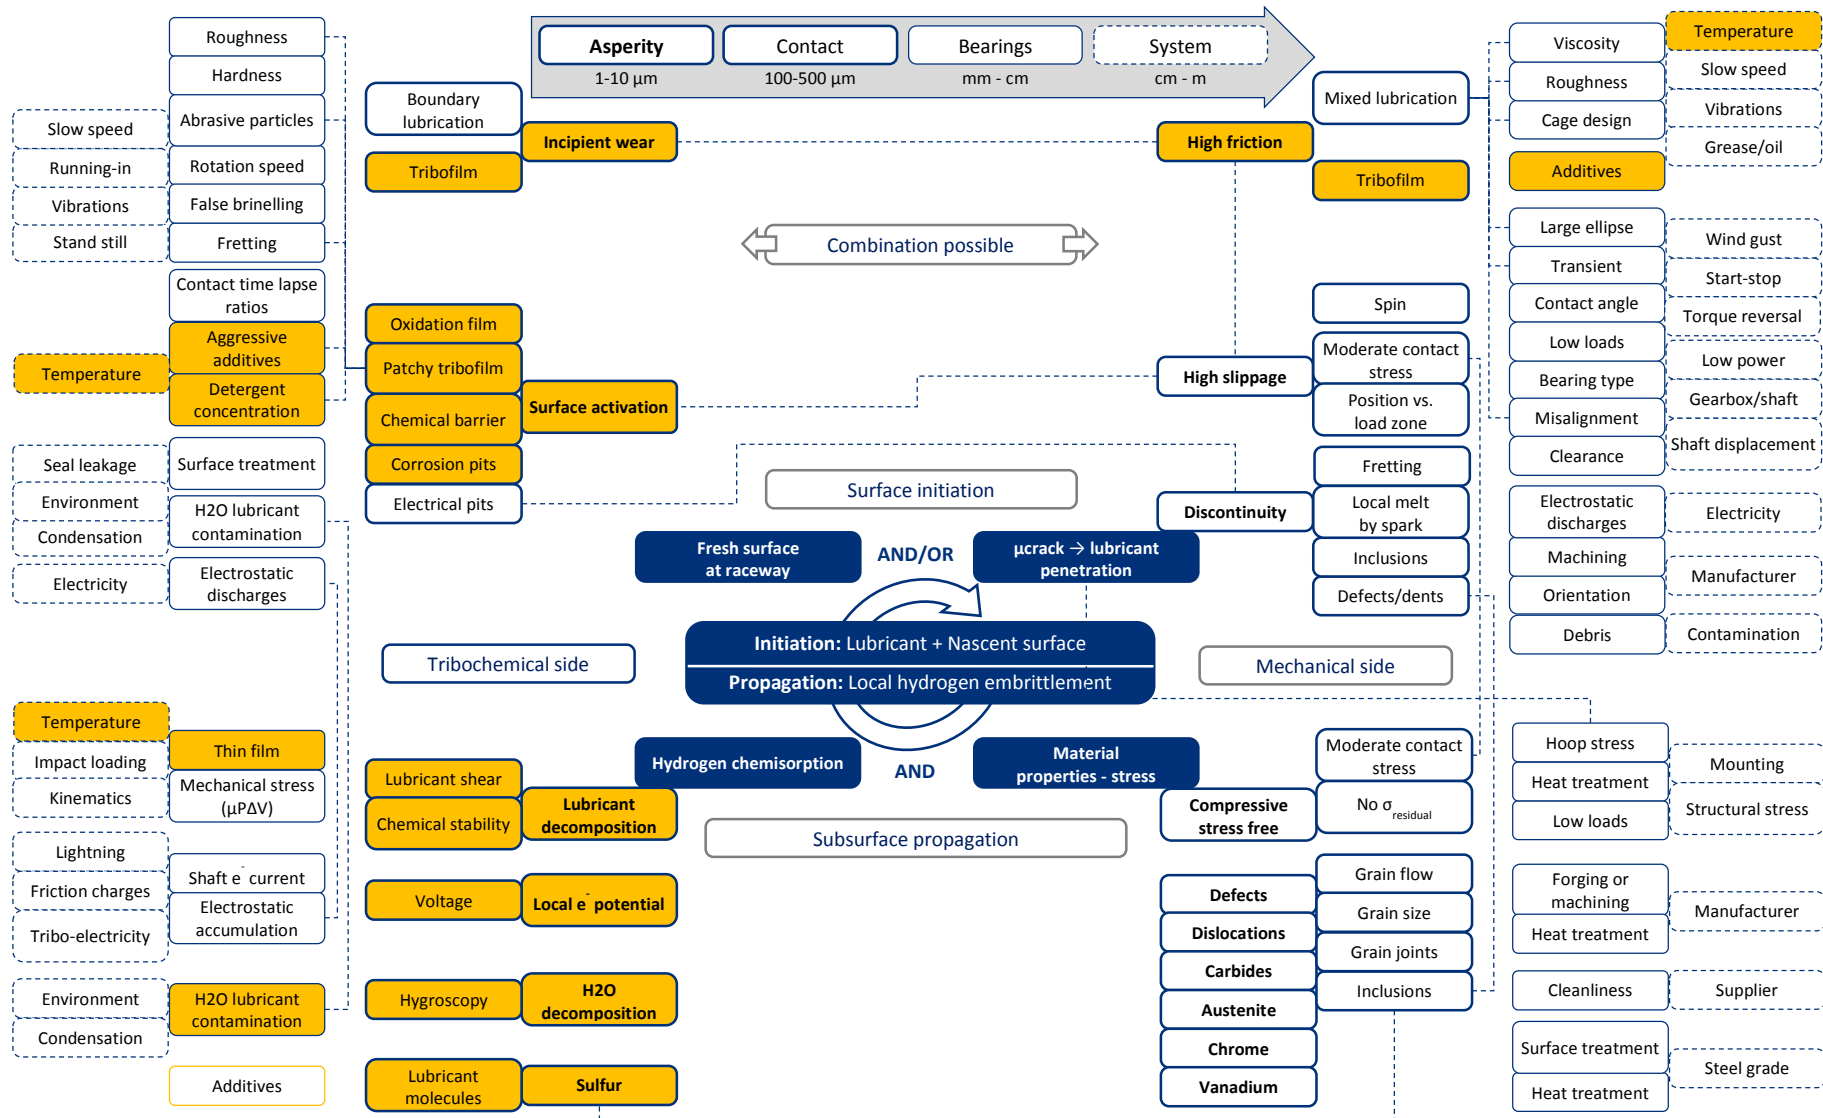 Asperity
Contact
Bearings
System
1-10 µm
100-500 µm
mm - cm
cm - m
Roughness
Hardness
Abrasive particles
Rotation speed
False brinelling
Fretting
Contact time lapse
ratios
Aggressive
additives
Detergent
concentration
Slow speed
Running-in
Vibrations
Stand still
Temperature
Boundary
lubrication
Tribofilm
Incipient wear
Oxidation film
Patchy tribofilm
Chemical barrier
Corrosion pits
Electrical pits
Surface activation
Seal leakage
Environment
Condensation
Electricity
Surface treatment
H2O lubricant
contamination
Electrostatic
discharges
Combination possible
High friction
High slippage
Discontinuity
Mixed lubrication
Tribofilm
Spin
Moderate contact
stress
Position vs.
load zone
Fretting
Local melt
by spark
Inclusions
Defects/dents
Viscosity
Roughness
Cage design
Additives
Temperature
Slow speed
Vibrations
Grease/oil
Large ellipse
Transient
Contact angle
Low loads
Bearing type
Misalignment
Clearance
Wind gust
Start-stop
Torque reversal
Low power
Gearbox/shaft
Shaft displacement
Electrostatic
discharges
Machining
Orientation
Debris
Electricity
Manufacturer
Contamination
Surface initiation
Fresh surface
at raceway
AND/OR
µcrack → lubricant
penetration
Tribochemical side
Initiation: Lubricant + Nascent surface
Propagation: Local hydrogen embrittlement
Mechanical side
Hydrogen chemisorption
AND
Material
properties - stress
Subsurface propagation
Temperature
Impact loading
Kinematics
Thin film
Mechanical stress
(µPΔV)
Lightning
Friction charges
Tribo-electricity
Shaft e- current
Electrostatic
accumulation
Environment
Condensation
H2O lubricant
contamination
Additives
Lubricant shear
Chemical stability
Lubricant
decomposition
Voltage
Local e- potential
Hygroscopy
H2O
decomposition
Lubricant
molecules
Sulfur
Compressive
stress free
Moderate contact
stress
No σresidual
Defects
Dislocations
Carbides
Austenite
Chrome
Vanadium
Grain flow
Grain size
Grain joints
Inclusions
Hoop stress
Heat treatment
Low loads
Mounting
Structural stress
Forging or
machining
Heat treatment
Manufacturer
Cleanliness
Supplier
Surface treatment
Heat treatment
Steel grade